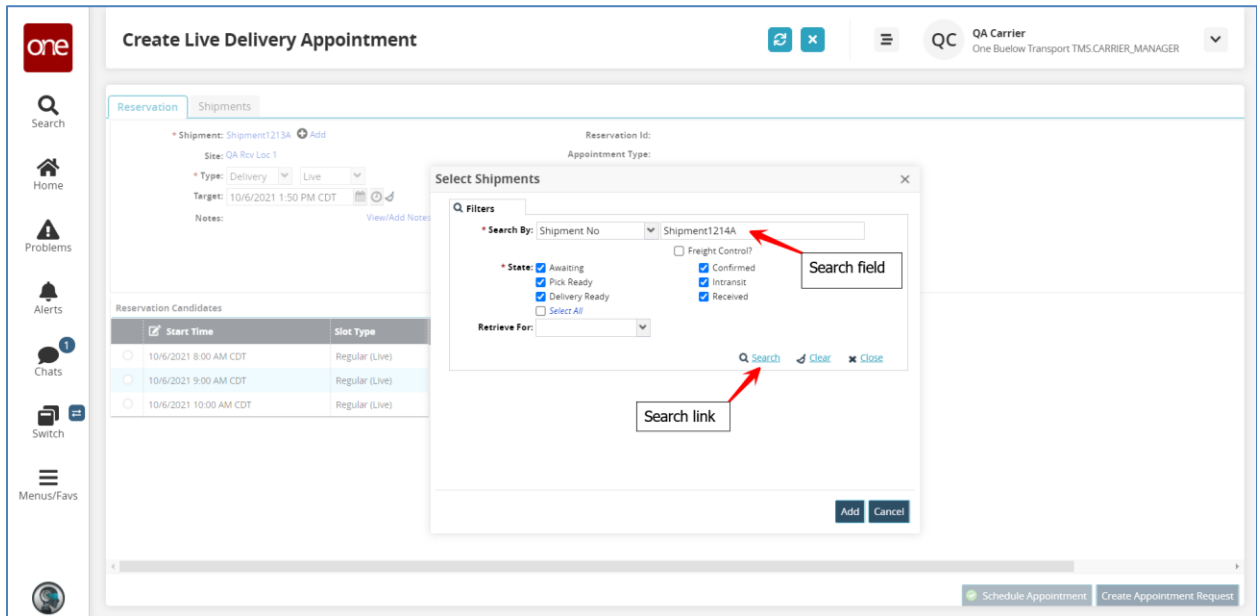 one
Create Live Delivery Appointment
QC
QA Carrier
One Buelow Transport TMS.CARRIER_MANAGER
Search
Home
Problems
Alerts
1
Chats
Switch
Menus/Favs
Reservation Shipments
* Shipment: Shipment1213A Add
Reservation Id:
Site: QA Rcv Loc 1
Appointment Type:
* Type: Delivery Live
Target: 10/6/2021 1:50 PM CDT
Notes: View/Add Notes
Reservation Candidates
Start Time Slot Type
10/6/2021 8:00 AM CDT Regular (Live)
10/6/2021 9:00 AM CDT Regular (Live)
10/6/2021 10:00 AM CDT Regular (Live)
Select Shipments
Filters
* Search By: Shipment No Shipment1214A
Freight Control?
Search field
* State: Awaiting Confirmed
Pick Ready Intransit
Delivery Ready Received
Select All
Retrieve For:
Search Clear Close
Search link
Add Cancel
Schedule Appointment Create Appointment Request